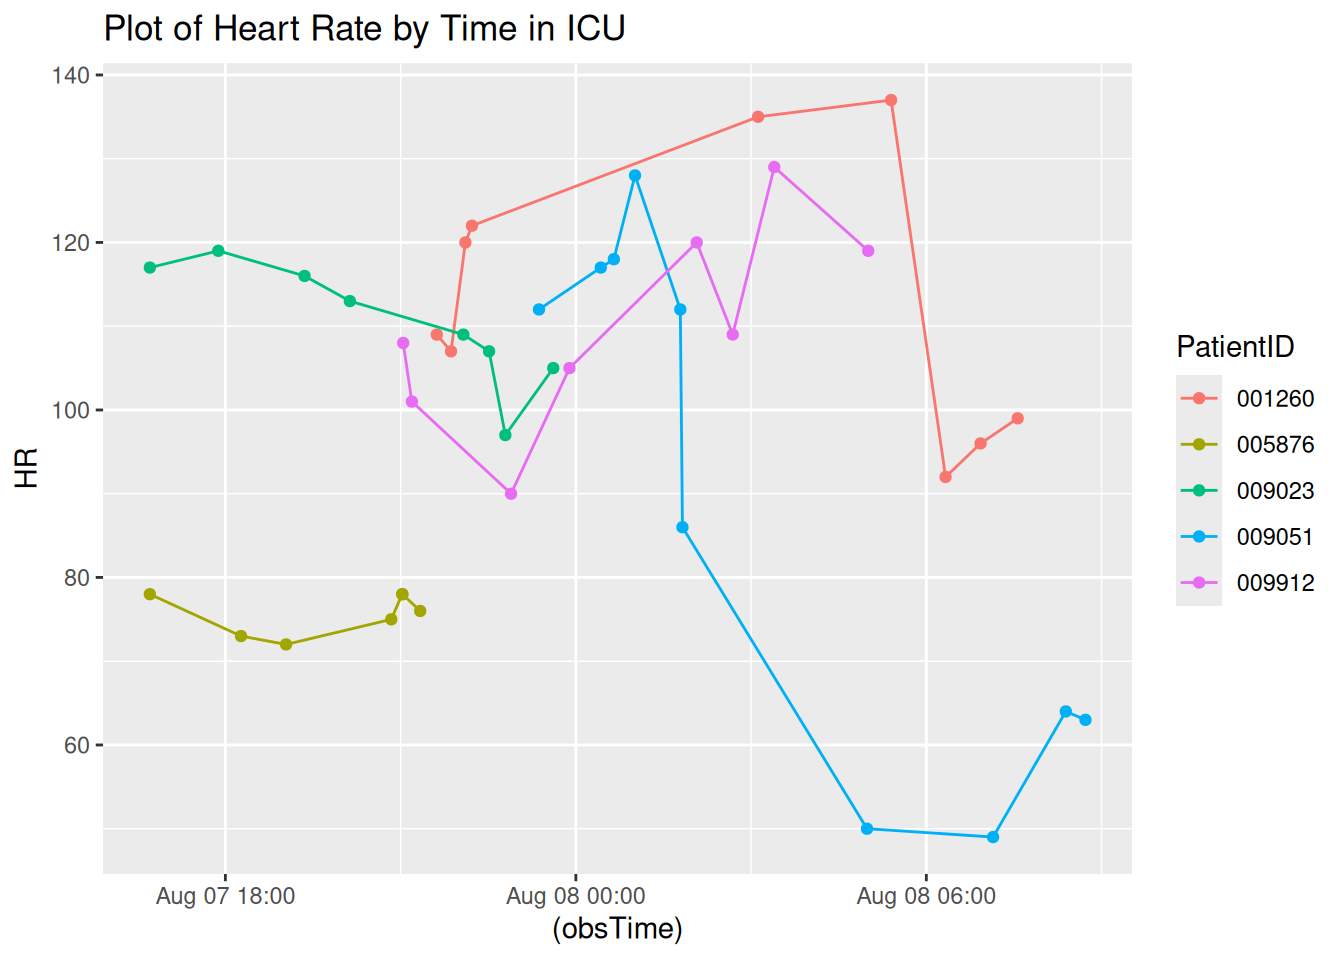 Plot of Heart Rate by Time in ICU
140
120
100
80
60
HR
Aug 07 18:00 Aug 08 00:00 Aug 08 06:00
(obsTime)
PatientID
001260
005876
009023
009051
009912